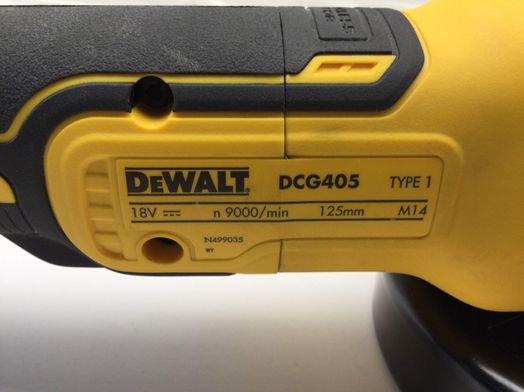 DEWALT DCG405 TYPE 1
18V n 9000/min 125mm M14
N499035